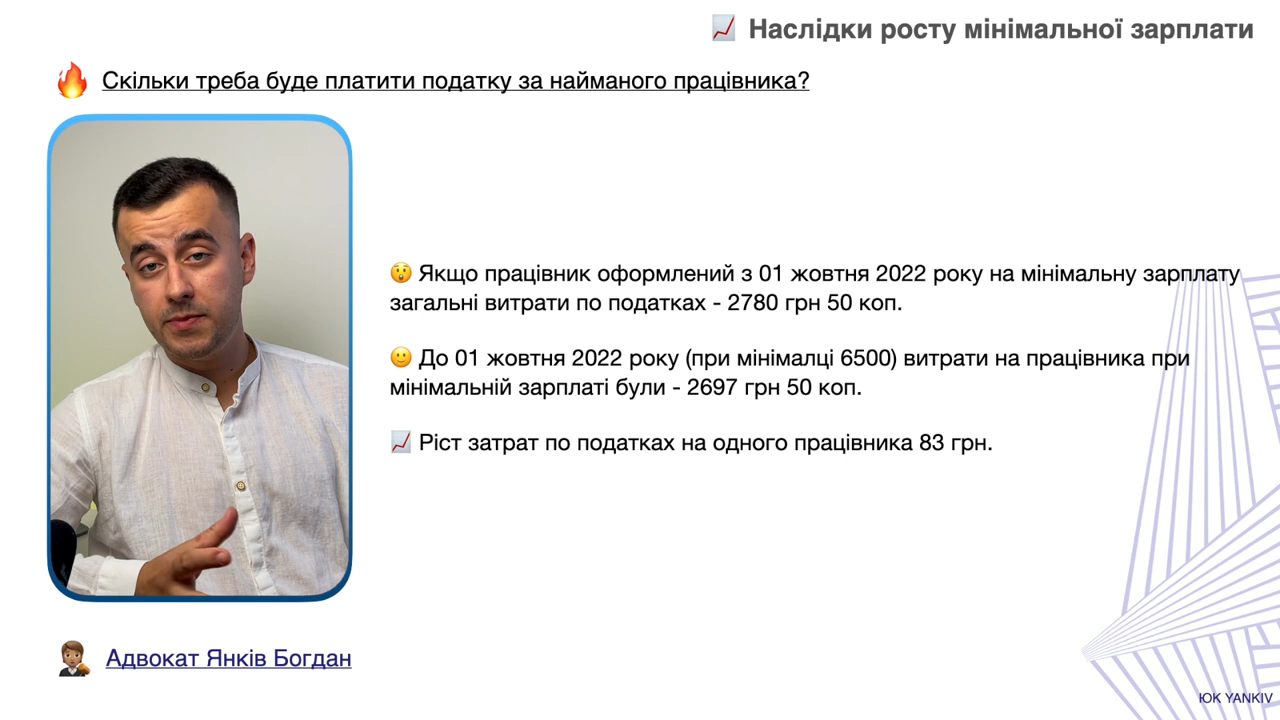 📈 Наслідки росту мінімальної зарплати
🔥 Скільки треба буде платити податку за найманого працівника?
😲 Якщо працівник оформлений з 01 жовтня 2022 року на мінімальну зарплату
загальні витрати по податках - 2780 грн 50 коп.
🙂 До 01 жовтня 2022 року (при мінімалці 6500) витрати на працівника при
мінімальній зарплаті були - 2697 грн 50 коп.
📈 Ріст затрат по податках на одного працівника 83 грн.
Адвокат Янків Богдан
ЮК YANKIV